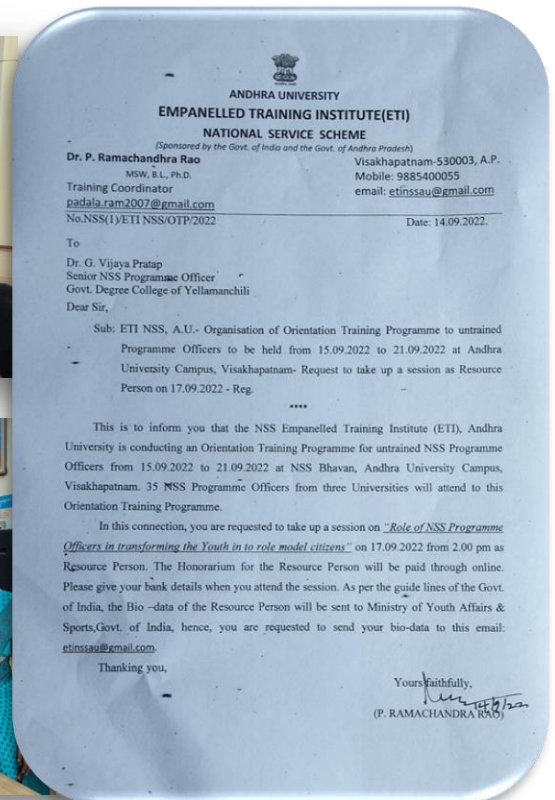 ANDHRA UNIVERSITY
EMPANELLED TRAINING INSTITUTE(ETI)
NATIONAL SERVICE SCHEME
(Sponsored by the Govt. of India and the Govt. of Andhra Pradesh)
Dr. P. Ramachandhra Rao
MSW, B.L., Ph.D.
Training Coordinator
padala.ram2007@gmail.com
Visakhapatnam-530003, A.P.
Mobile: 9885400055
email: etinssau@gmail.com
No.NSS(1)/ETI NSS/OTP/2022 Date: 14.09.2022.
To
Dr. G. Vijaya Pratap
Senior NSS Programme Officer
Govt. Degree College of Yellamanchili
Dear Sir,
Sub: ETI NSS, A.U.- Organisation of Orientation Training Programme to untrained
Programme Officers to be held from 15.09.2022 to 21.09.2022 at Andhra
University Campus, Visakhapatnam- Request to take up a session as Resource
Person on 17.09.2022 - Reg.
****
This is to inform you that the NSS Empanelled Training Institute (ETI), Andhra
University is conducting an Orientation Training Programme for untrained NSS Programme
Officers from 15.09.2022 to 21.09.2022 at NSS Bhavan, Andhra University Campus,
Visakhapatnam. 35 NSS Programme Officers from three Universities will attend to this
Orientation Training Programme.
In this connection, you are requested to take up a session on "Role of NSS Programme
Officers in transforming the Youth in to role model citizens" on 17.09.2022 from 2.00 pm as
Resource Person. The Honorarium for the Resource Person will be paid through online.
Please give your bank details when you attend the session. As per the guide lines of the Govt.
of India, the Bio –data of the Resource Person will be sent to Ministry of Youth Affairs &
Sports,Govt. of India, hence, you are requested to send your bio-data to this email:
etinssau@gmail.com.
Thanking you,
Yours faithfully,
14/9/22
(P. RAMACHANDRA RAO)